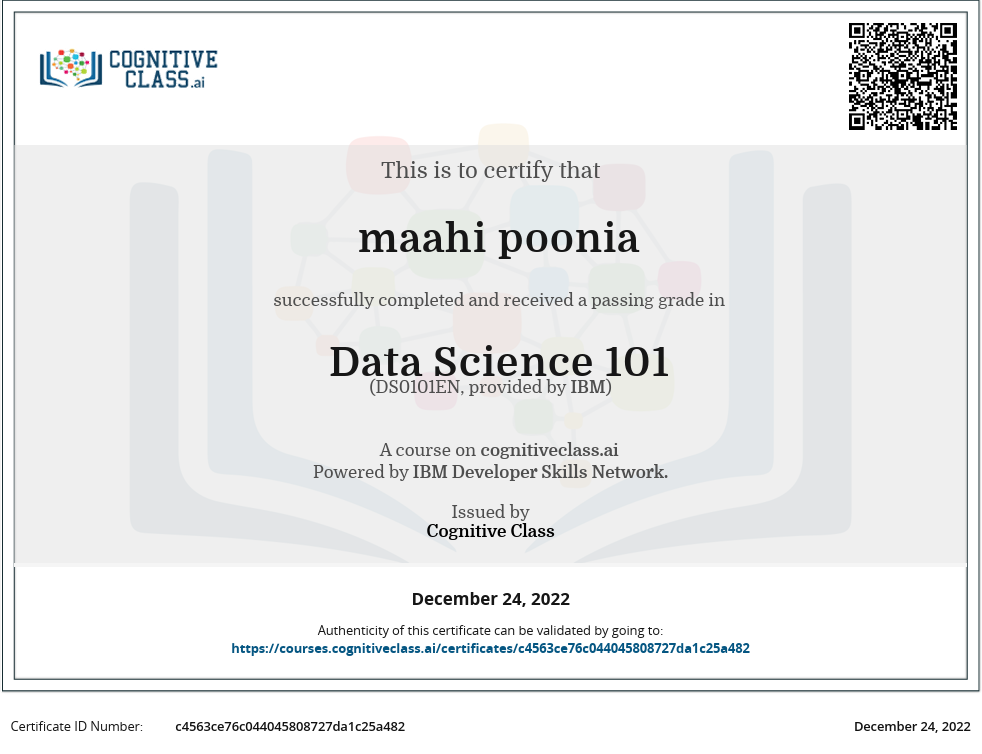 COGNITIVE
CLASS.ai
This is to certify that
maahi poonia
successfully completed and received a passing grade in
Data Science 101
(DS0101EN, provided by IBM)
A course on cognitiveclass.ai
Powered by IBM Developer Skills Network.
Issued by
Cognitive Class
December 24, 2022
Authenticity of this certificate can be validated by going to:
https://courses.cognitiveclass.ai/certificates/c4563ce76c044045808727da1c25a482
Certificate ID Number: c4563ce76c044045808727da1c25a482 December 24, 2022